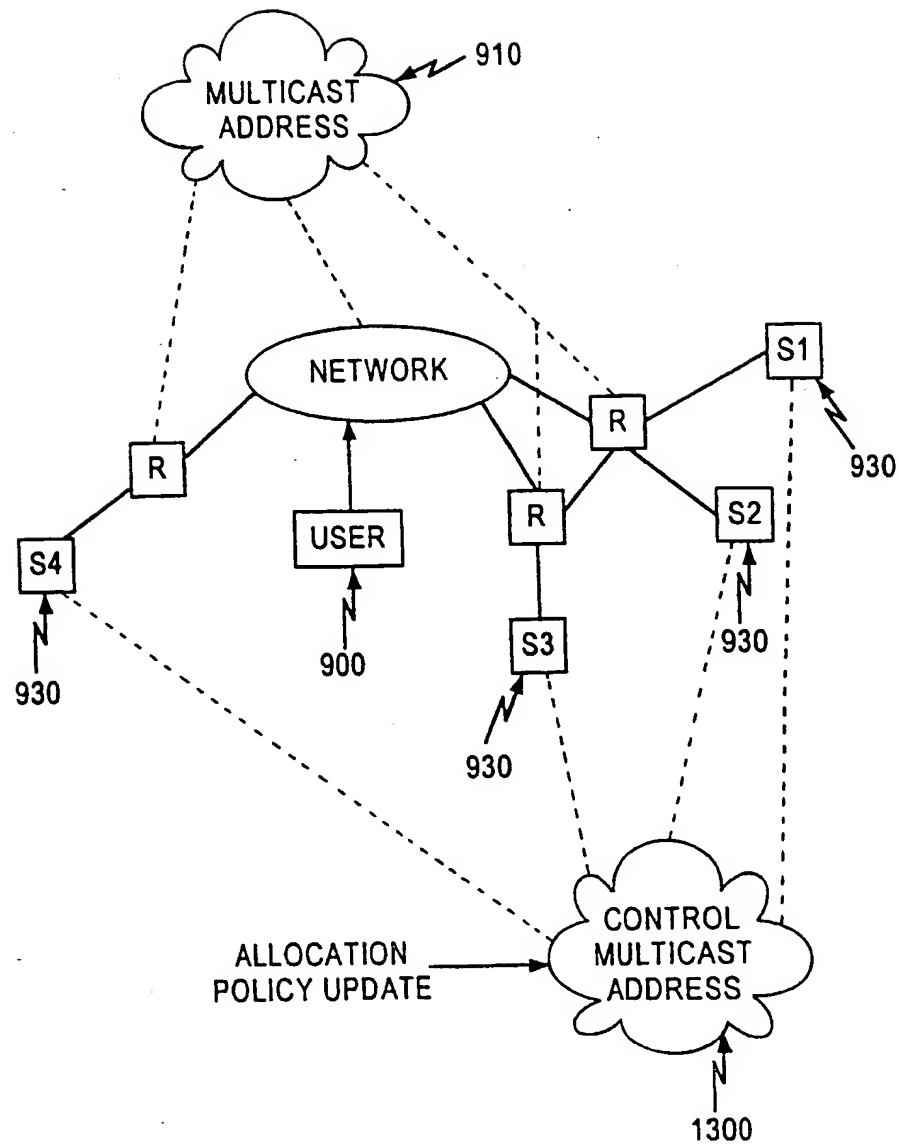 910
MULTICAST
ADDRESS
NETWORK
S1
R
930
R
R
S2
USER
S4
930
S3
900
930
930
CONTROL
MULTICAST
ADDRESS
ALLOCATION
POLICY UPDATE
1300